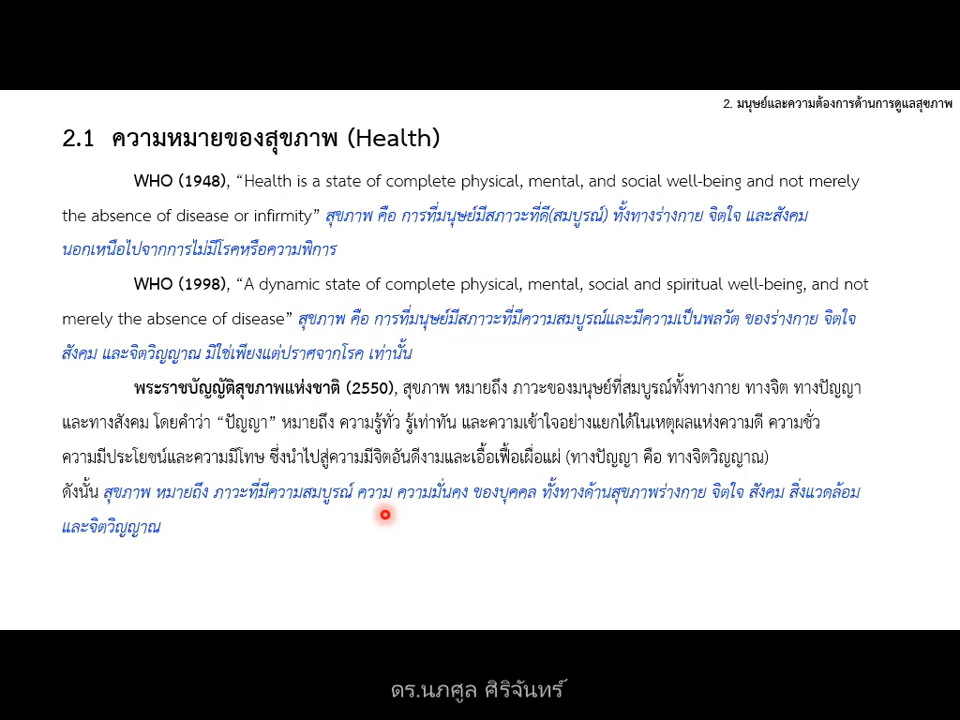 2. มนุษย์และความต้องการด้านการดูแลสุขภาพ
2.1 ความหมายของสุขภาพ (Health)
WHO (1948), “Health is a state of complete physical, mental, and social well-being and not merely
the absence of disease or infirmity” สุขภาพ คือ การที่มนุษย์มีสภาวะที่ดี(สมบูรณ์) ทั้งทางร่างกาย จิตใจ และสังคม
นอกเหนือไปจากการไม่มีโรคหรือความพิการ
WHO (1998), “A dynamic state of complete physical, mental, social and spiritual well-being, and not
merely the absence of disease” สุขภาพ คือ การที่มนุษย์มีสภาวะที่มีความสมบูรณ์และมีความเป็นพลวัต ของร่างกาย จิตใจ
สังคม และจิตวิญญาณ มิใช่เพียงแต่ปราศจากโรค เท่านั้น
พระราชบัญญัติสุขภาพแห่งชาติ (2550), สุขภาพ หมายถึง ภาวะของมนุษย์ที่สมบูรณ์ทั้งทางกาย ทางจิต ทางปัญญา
และทางสังคม โดยคำว่า “ปัญญา” หมายถึง ความรู้ทั่ว รู้เท่าทัน และความเข้าใจอย่างแยกได้ในเหตุผลแห่งความดี ความชั่ว
ความมีประโยชน์และความมีโทษ ซึ่งนำไปสู่ความมีจิตอันดีงามและเอื้อเฟื้อเผื่อแผ่ (ทางปัญญา คือ ทางจิตวิญญาณ)
ดังนั้น สุขภาพ หมายถึง ภาวะที่มีความสมบูรณ์ ความ ความมั่นคง ของบุคคล ทั้งทางด้านสุขภาพร่างกาย จิตใจ สังคม สิ่งแวดล้อม
และจิตวิญญาณ
ดร.นภศูล ศิริจันทร์